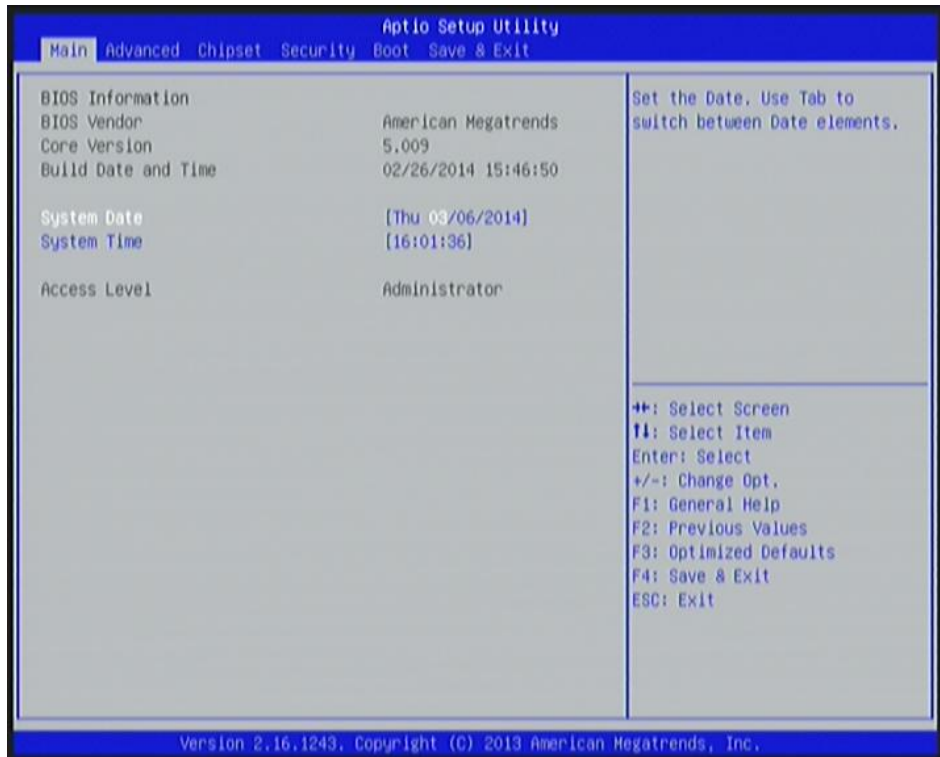 Aptio Setup Utility
Main Advanced Chipset Security Boot Save & Exit
BIOS Information
BIOS Vendor American Megatrends
Core Version 5.009
Build Date and Time 02/26/2014 15:46:50
System Date [Thu 03/06/2014]
System Time [16:01:36]
Access Level Administrator
Set the Date. Use Tab to
switch between Date elements.
→←: Select Screen
↑↓: Select Item
Enter: Select
+/-: Change Opt.
F1: General Help
F2: Previous Values
F3: Optimized Defaults
F4: Save & Exit
ESC: Exit
Version 2.16.1243. Copyright (C) 2013 American Megatrends, Inc.